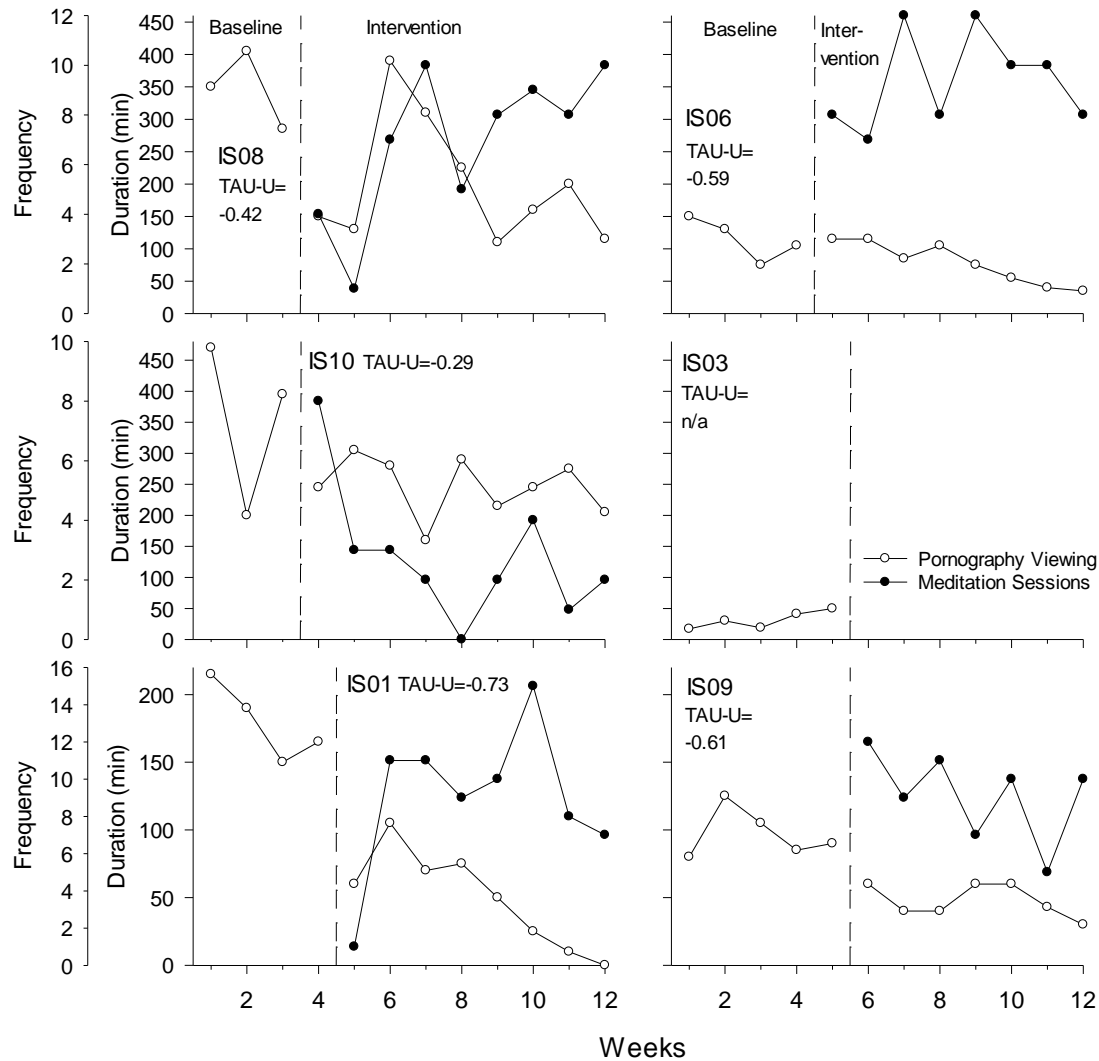 Baseline
Intervention
IS08
TAU-U=
-0.42
Frequency
Duration (min)
12
10
8
6
4
2
0
450
400
350
300
250
200
150
100
50
0
Baseline
Inter-
vention
IS06
TAU-U=
-0.59
IS10 TAU-U=-0.29
Frequency
Duration (min)
10
8
6
4
2
0
450
400
350
300
250
200
150
100
50
0
IS03
TAU-U=
n/a
Pornography Viewing
Meditation Sessions
IS01 TAU-U=-0.73
Frequency
Duration (min)
16
14
12
10
8
6
4
2
0
200
150
100
50
0
IS09
TAU-U=
-0.61
2 4 6 8 10 12
2 4 6 8 10 12
Weeks